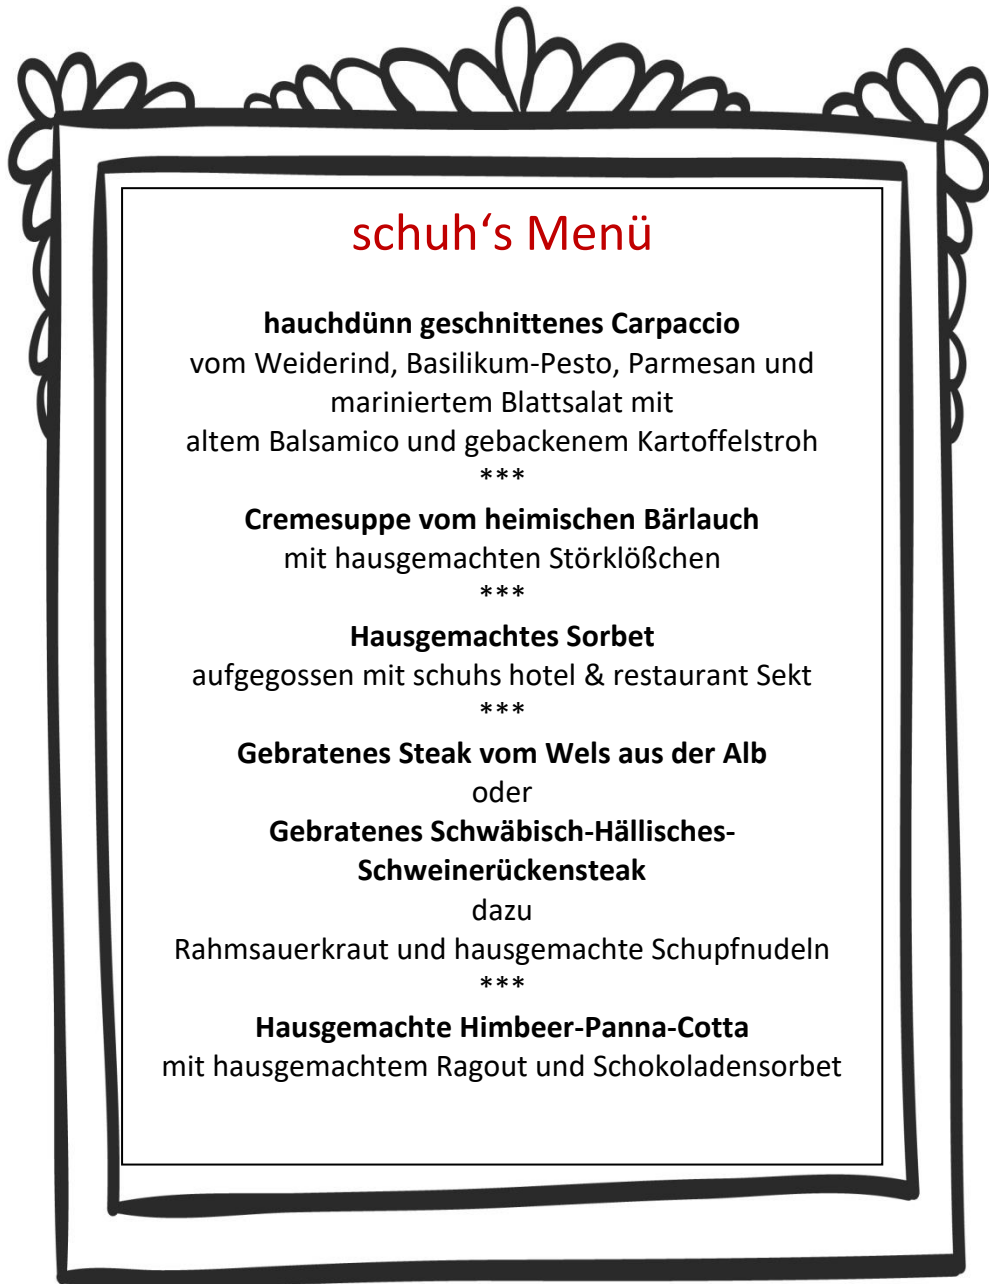 schuh‘s Menü
hauchdünn geschnittenes Carpaccio
vom Weiderind, Basilikum-Pesto, Parmesan und
mariniertem Blattsalat mit
altem Balsamico und gebackenem Kartoffelstroh
***
Cremesuppe vom heimischen Bärlauch
mit hausgemachten Störklößchen
***
Hausgemachtes Sorbet
aufgegossen mit schuhs hotel & restaurant Sekt
***
Gebratenes Steak vom Wels aus der Alb
oder
Gebratenes Schwäbisch-Hällisches-
Schweinerückensteak
dazu
Rahmsauerkraut und hausgemachte Schupfnudeln
***
Hausgemachte Himbeer-Panna-Cotta
mit hausgemachtem Ragout und Schokoladensorbet